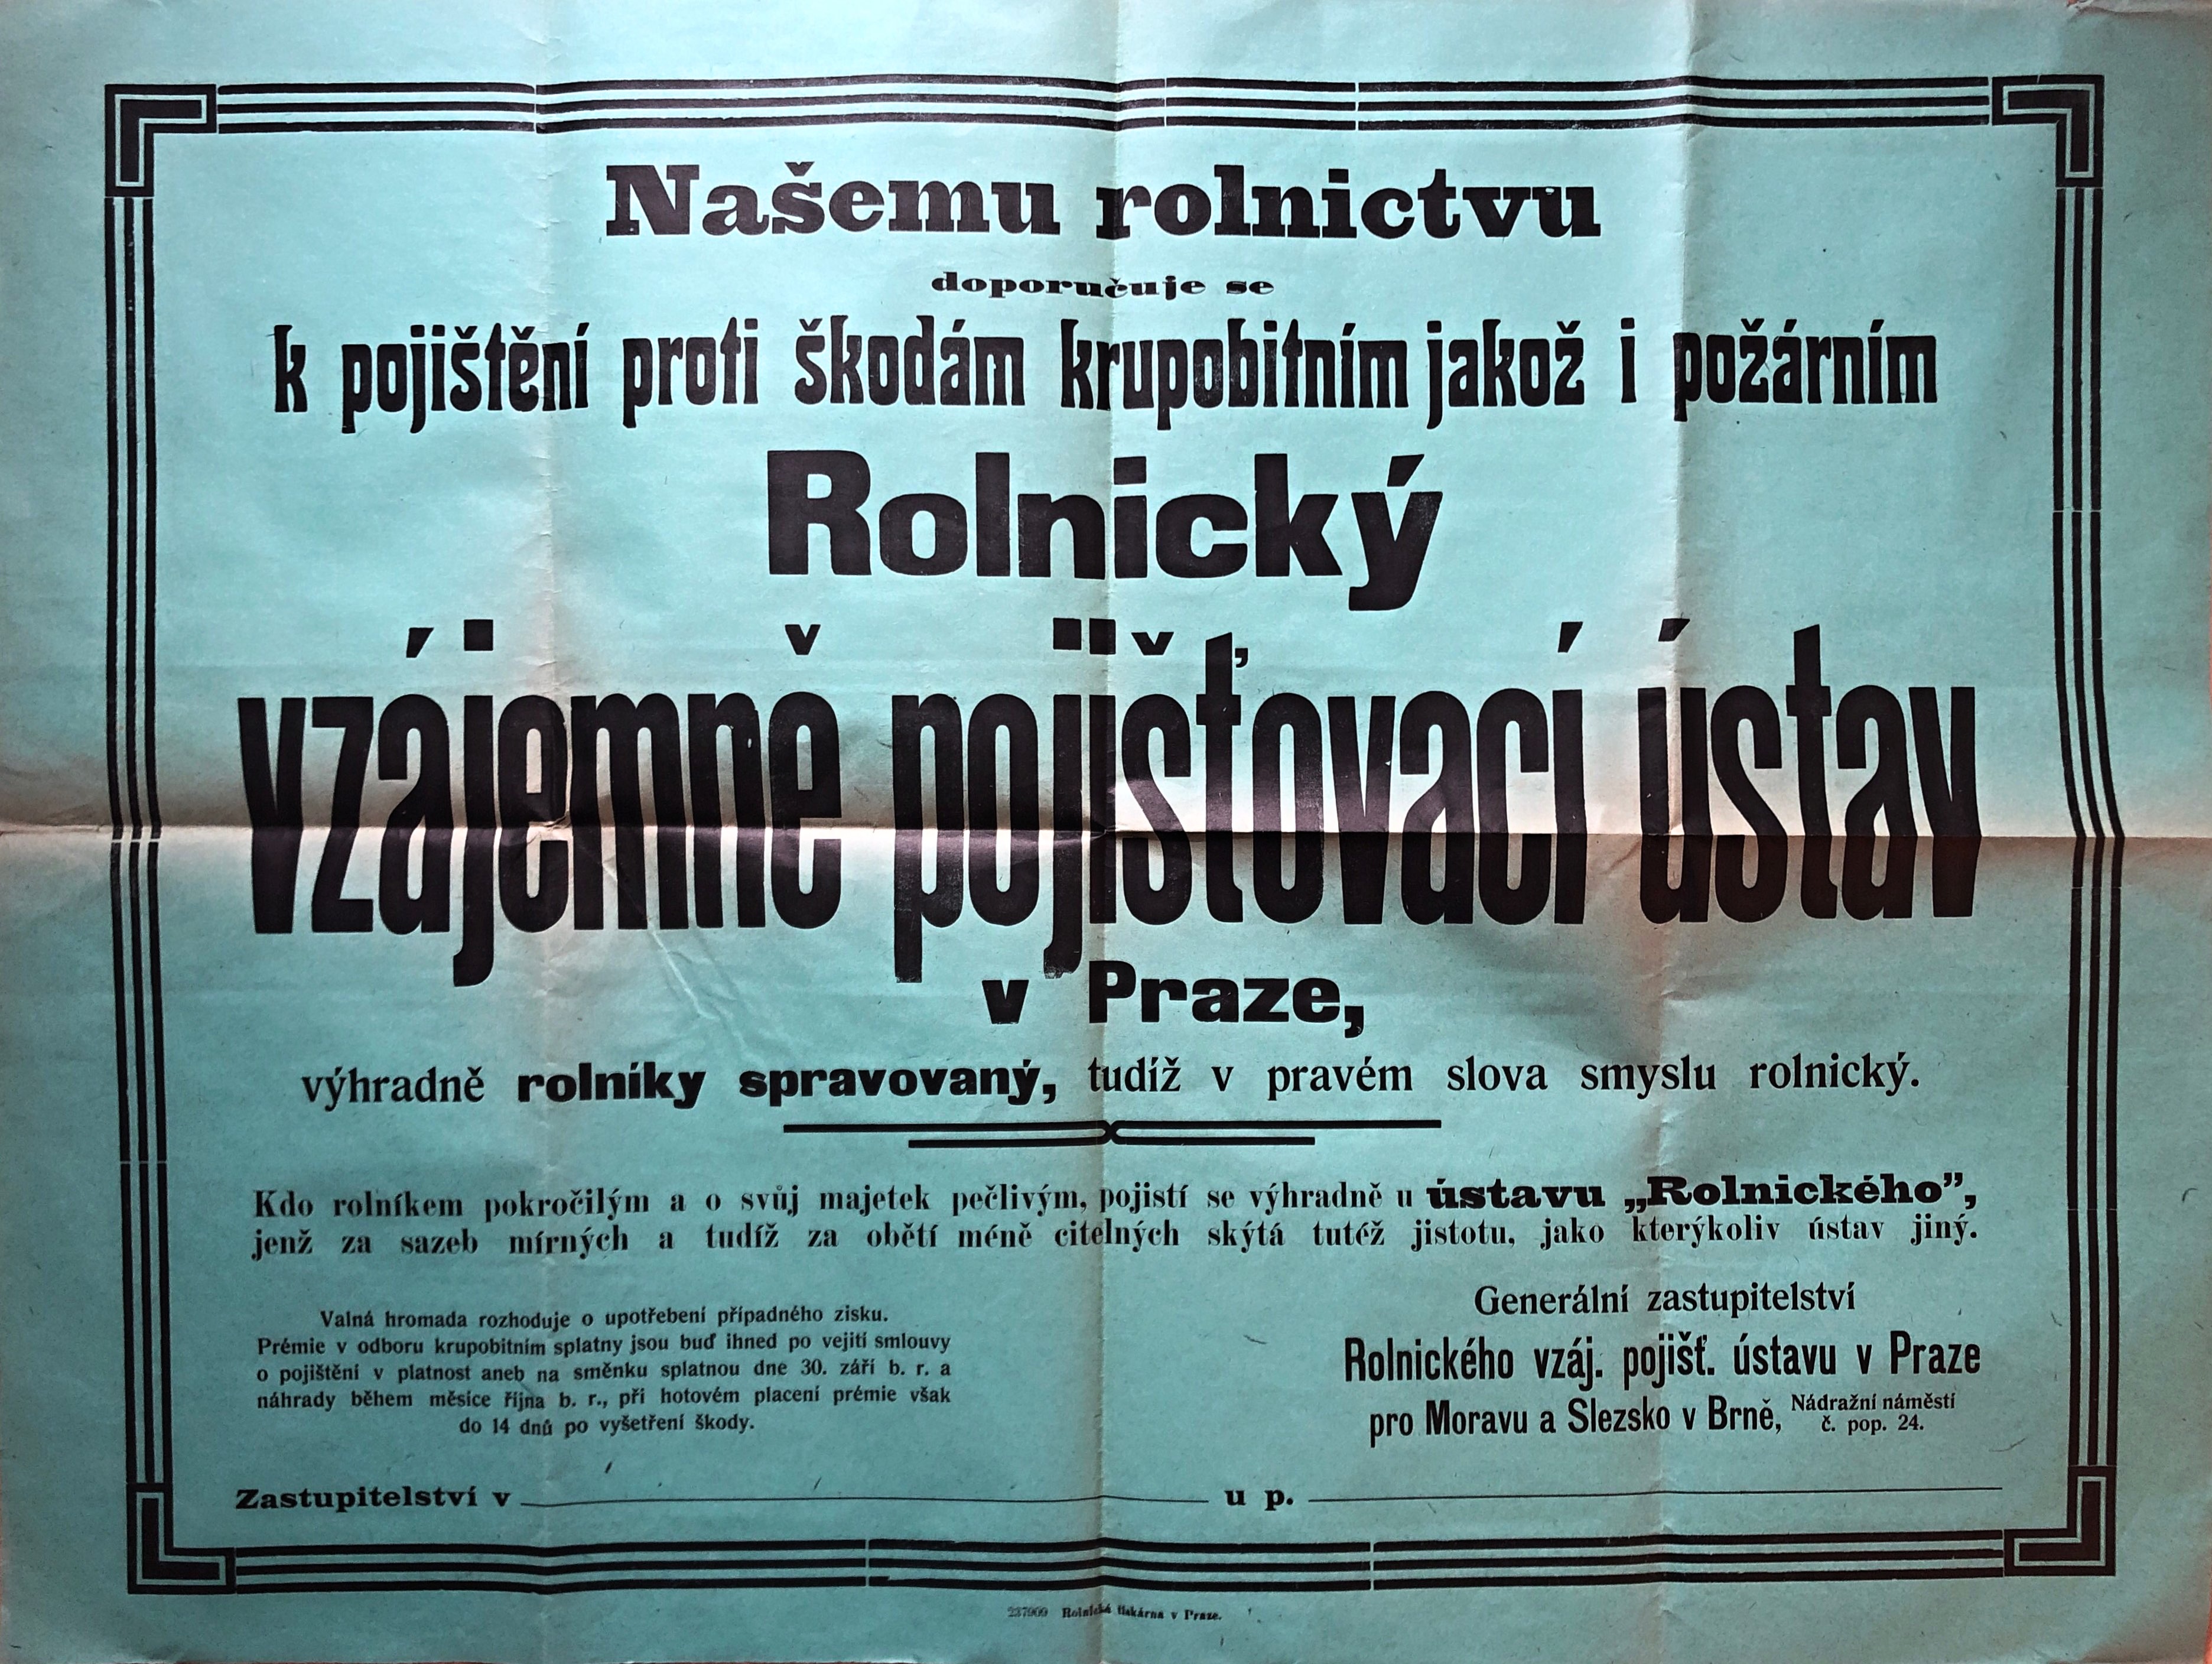 Našemu rolnictvu
doporučuje se
k pojištění proti škodám krupobitním jakož i požárním
Rolnický
vzájemně pojišťovací ústav
v Praze,
výhradně rolníky spravovaný, tudíž v pravém slova smyslu rolnický.
Kdo rolníkem pokročilým a o svůj majetek pečlivým, pojistí se výhradně u ústavu „Rolnického”,
jenž za sazeb mírných a tudíž za obětí méně citelných skýtá tutéž jistotu, jako kterýkoliv ústav jiný.
Valná hromada rozhoduje o upotřebení případného zisku.
Prémie v odboru krupobitním splatny jsou buď ihned po vejití smlouvy
o pojištění v platnost aneb na směnku splatnou dne 30. září b. r. a
náhrady během měsíce října b. r., při hotovém placení prémie však
do 14 dnů po vyšetření škody.
Generální zastupitelství
Rolnického vzáj. pojišť. ústavu v Praze
pro Moravu a Slezsko v Brně, Nádražní náměstí
č. pop. 24.
Zastupitelství v u p.
Rolnická tiskárna v Praze.